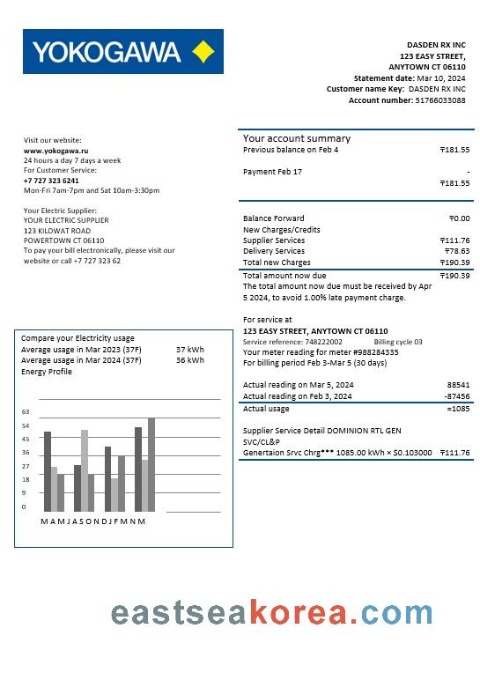 YOKOGAWA
DASDEN RX INC
123 EASY STREET,
ANYTOWN CT 06110
Statement date: Mar 10, 2024
Customer name Key: DASDEN RX INC
Account number: 51766033088
Visit our website:
www.yokogawa.ru
24 hours a day 7 days a week
For Customer Service:
+7 727 323 6241
Mon-Fri 7am-7pm and Sat 10am-3:30pm
Your Electric Supplier:
YOUR ELECTRIC SUPPLIER
123 KILOWAT ROAD
POWERTOWN CT 06110
To pay your bill electronically, please visit our
website or call +7 727 323 62
Your account summary
Previous balance on Feb 4 ₸181.55
Payment Feb 17 -
₸181.55
Balance Forward ₸0.00
New Charges/Credits
Supplier Services ₸111.76
Delivery Services ₸78.63
Total new Charges ₸190.39
Total amount now due ₸190.39
The total amount now due must be received by Apr
5 2024, to avoid 1.00% late payment charge.
For service at
123 EASY STREET, ANYTOWN CT 06110
Service reference: 748222002 Billing cycle 03
Your meter reading for meter #988284335
For billing period Feb 3-Mar 5 (30 days)
Actual reading on Mar 5, 2024 88541
Actual reading on Feb 3, 2024 -87456
Actual usage =1085
Supplier Service Detail DOMINION RTL GEN
SVC/CL&P
Genertaion Srvc Chrg*** 1085.00 kWh × $0.103000 ₸111.76
Compare your Electricity usage
Average usage in Mar 2023 (37F) 37 kWh
Average usage in Mar 2024 (37F) 36 kWh
Energy Profile
63
54
45
36
27
18
9
0
M A M J A S O N D J F M N M
eastseakorea.com